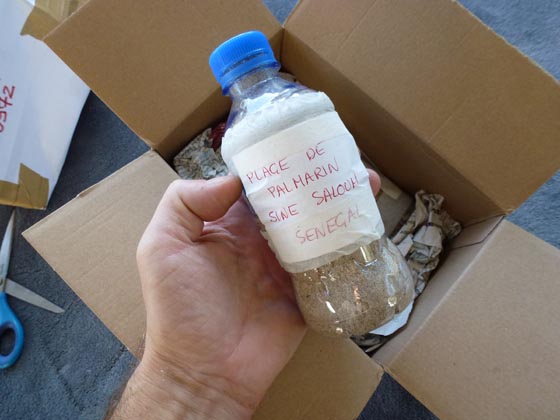 PLAGE DE
PALMARIN
SINE SALOUM
SENEGAL